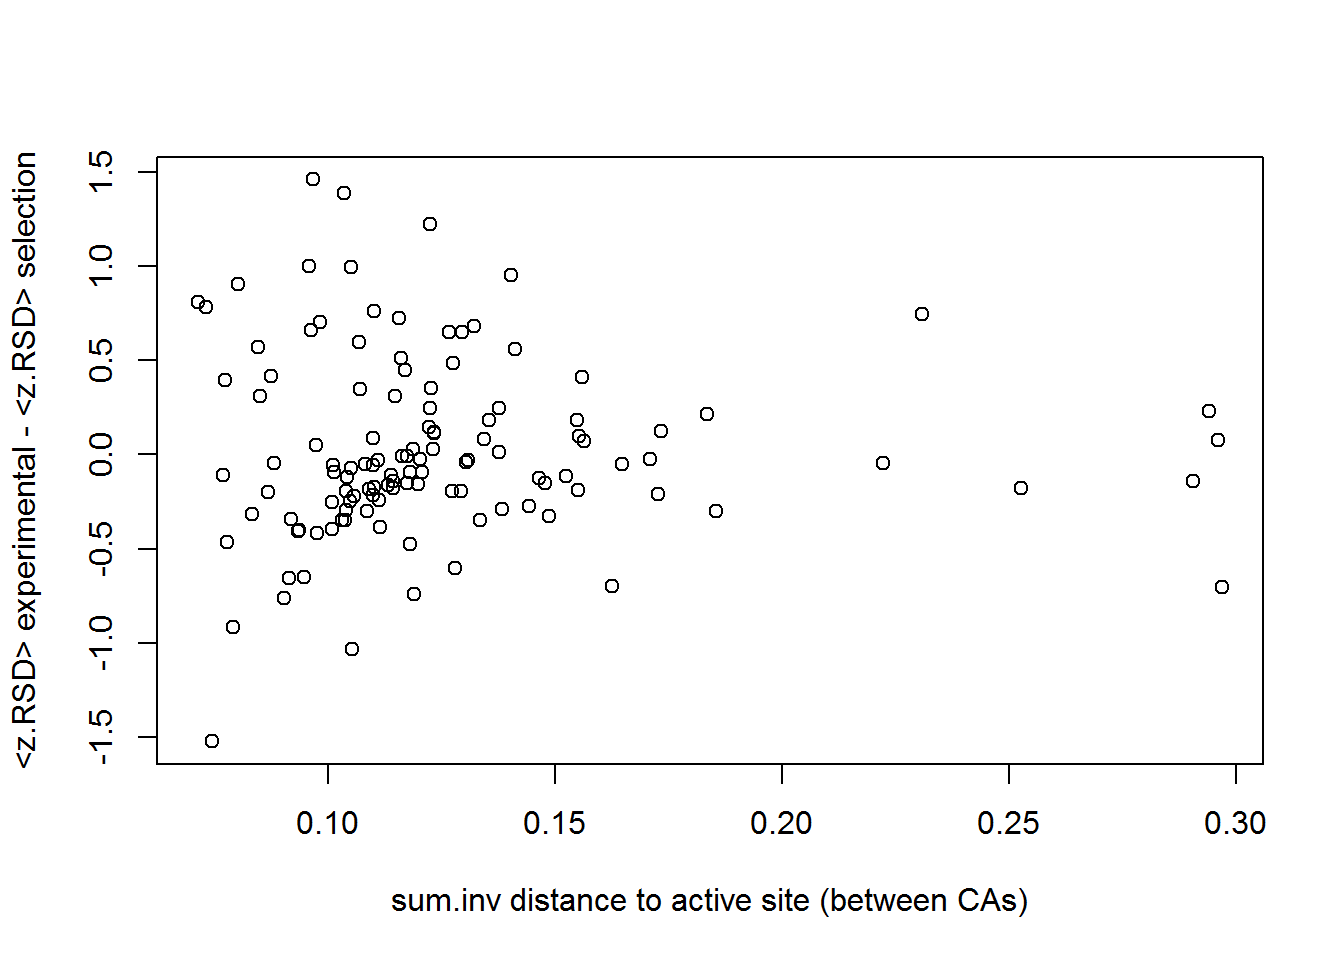 <z.RSD> experimental - <z.RSD> selection
1.5
1.0
0.5
0.0
-0.5
-1.0
-1.5
0.10 0.15 0.20 0.25 0.30
sum.inv distance to active site (between CAs)